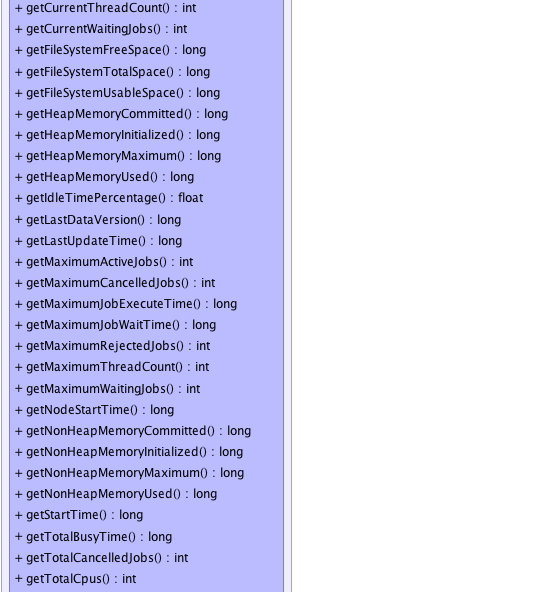 + getCurrentThreadCount() : int
+ getCurrentWaitingJobs() : int
+ getFileSystemFreeSpace() : long
+ getFileSystemTotalSpace() : long
+ getFileSystemUsableSpace() : long
+ getHeapMemoryCommitted() : long
+ getHeapMemoryInitialized() : long
+ getHeapMemoryMaximum() : long
+ getHeapMemoryUsed() : long
+ getIdleTimePercentage() : float
+ getLastDataVersion() : long
+ getLastUpdateTime() : long
+ getMaximumActiveJobs() : int
+ getMaximumCancelledJobs() : int
+ getMaximumJobExecuteTime() : long
+ getMaximumJobWaitTime() : long
+ getMaximumRejectedJobs() : int
+ getMaximumThreadCount() : int
+ getMaximumWaitingJobs() : int
+ getNodeStartTime() : long
+ getNonHeapMemoryCommitted() : long
+ getNonHeapMemoryInitialized() : long
+ getNonHeapMemoryMaximum() : long
+ getNonHeapMemoryUsed() : long
+ getStartTime() : long
+ getTotalBusyTime() : long
+ getTotalCancelledJobs() : int
+ getTotalCpus() : int